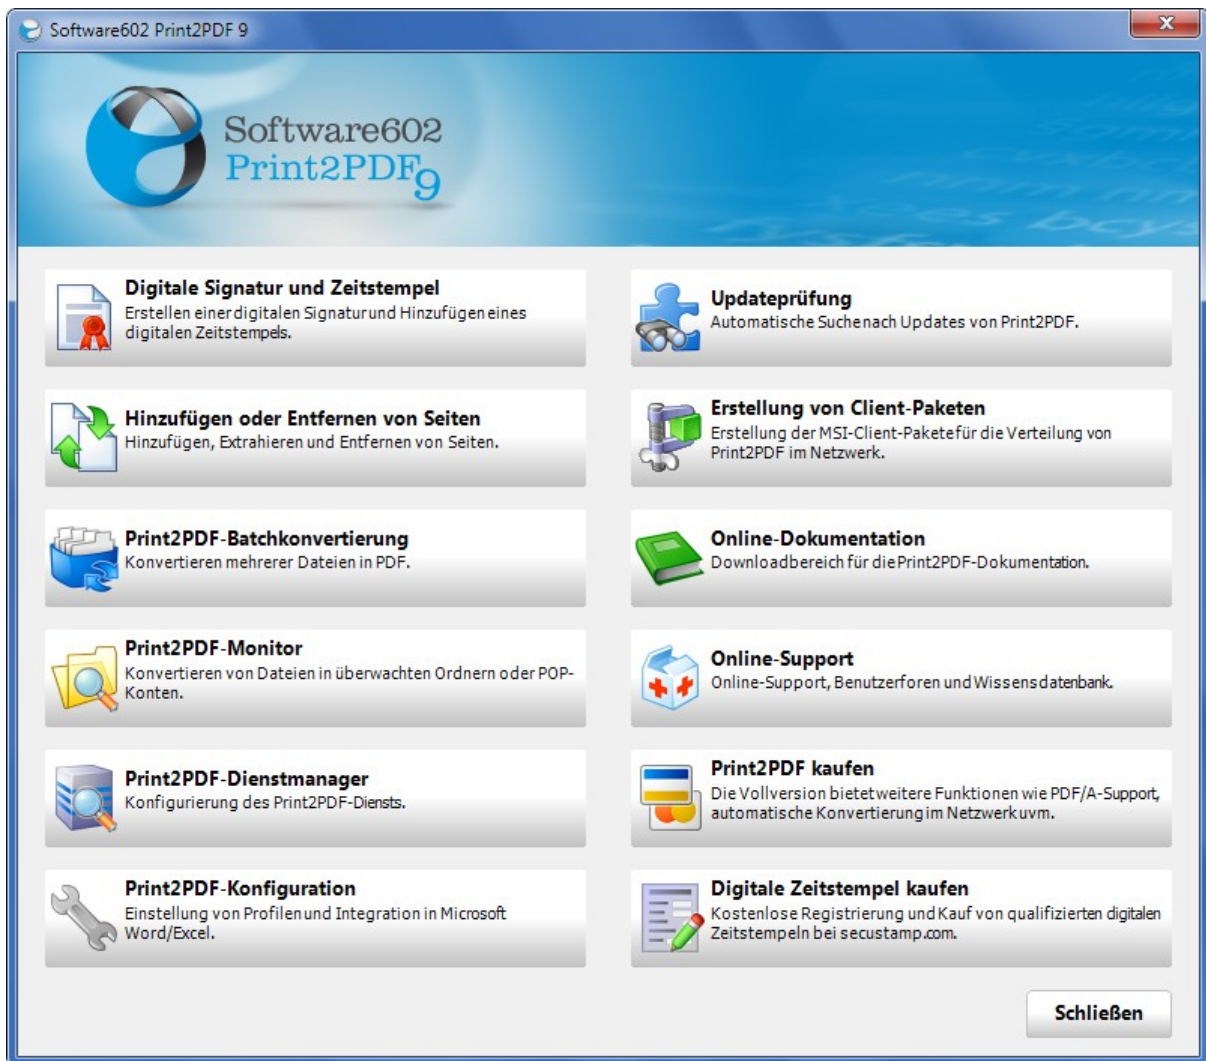 Software602 Print2PDF 9
Software602
Print2PDF9
Digitale Signatur und Zeitstempel
Erstellen einer digitalen Signatur und Hinzufügen eines
digitalen Zeitstempels.
Hinzufügen oder Entfernen von Seiten
Hinzufügen, Extrahieren und Entfernen von Seiten.
Print2PDF-Batchkonvertierung
Konvertieren mehrerer Dateien in PDF.
Print2PDF-Monitor
Konvertieren von Dateien in überwachten Ordnern oder POP-
Konten.
Print2PDF-Dienstmanager
Konfigurierung des Print2PDF-Diensts.
Print2PDF-Konfiguration
Einstellung von Profilen und Integration in Microsoft
Word/Excel.
Updateprüfung
Automatische Suche nach Updates von Print2PDF.
Erstellung von Client-Paketen
Erstellung der MSI-Client-Pakete für die Verteilung von
Print2PDF im Netzwerk.
Online-Dokumentation
Downloadbereich für die Print2PDF-Dokumentation.
Online-Support
Online-Support, Benutzerforen und Wissensdatenbank.
Print2PDF kaufen
Die Vollversion bietet weitere Funktionen wie PDF/A-Support,
automatische Konvertierung im Netzwerk uvm.
Digitale Zeitstempel kaufen
Kostenlose Registrierung und Kauf von qualifizierten digitalen
Zeitstempeln bei secustamp.com.
Schließen